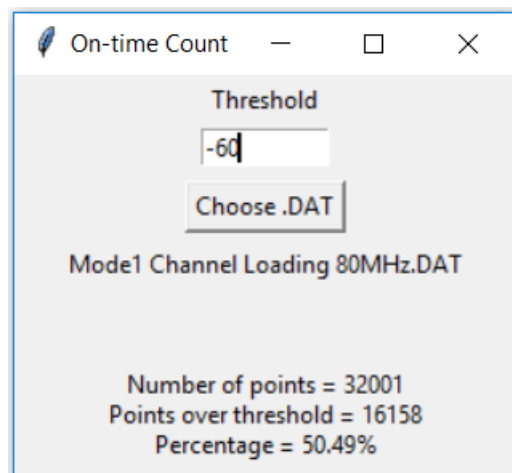 On-time Count
Threshold
-60
Choose .DAT
Mode1 Channel Loading 80MHz.DAT
Number of points = 32001
Points over threshold = 16158
Percentage = 50.49%